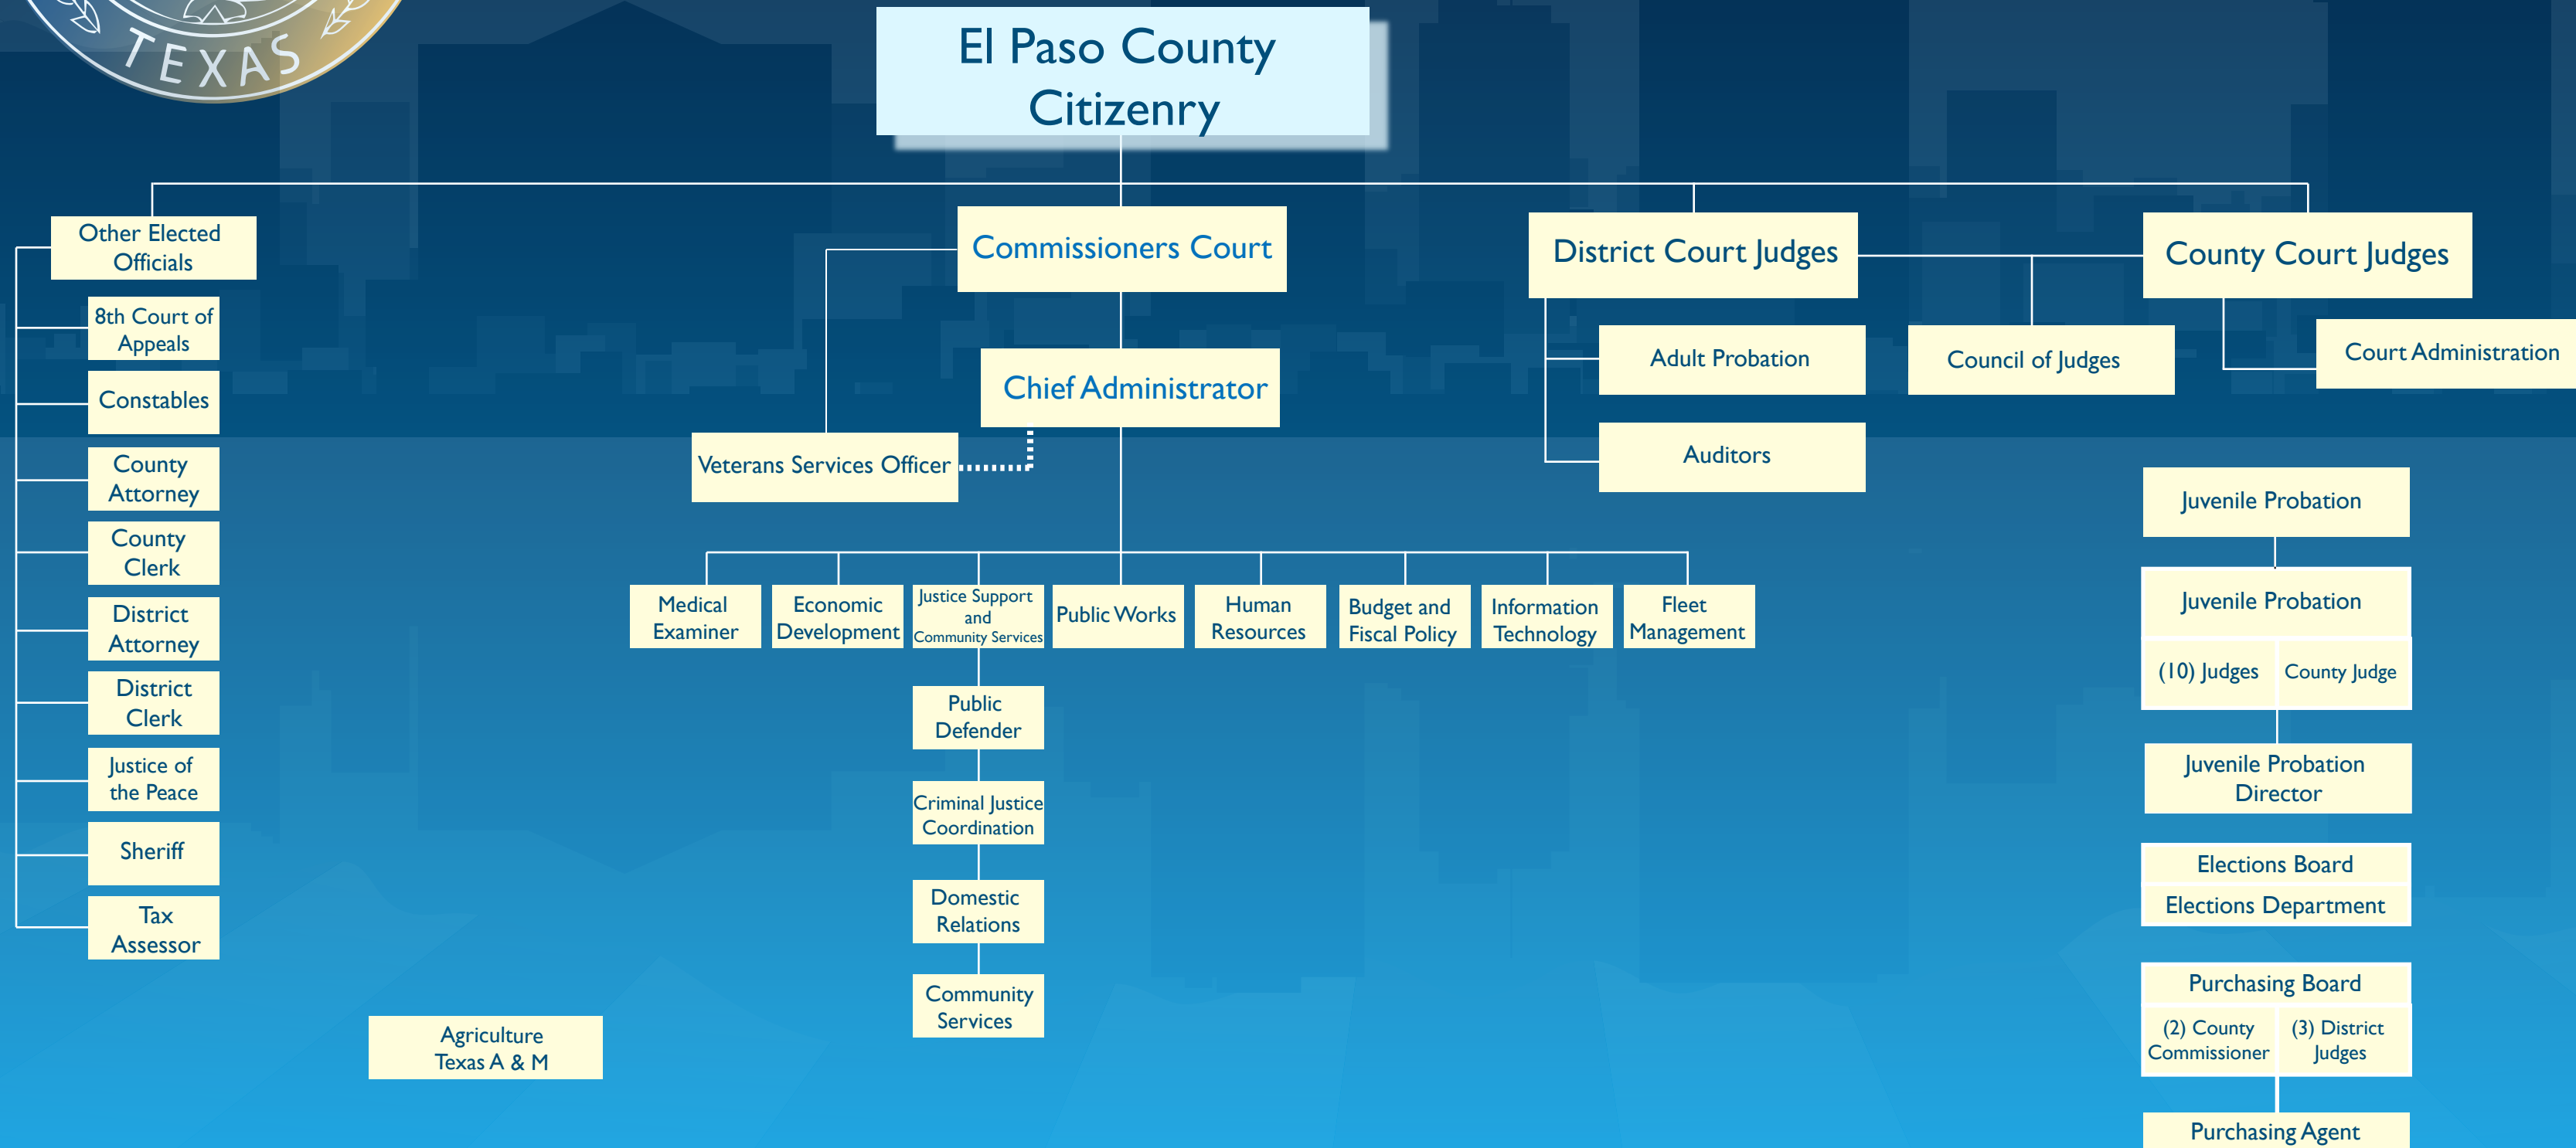 TEXAS
El Paso County
Citizenry
Other Elected
Officials
8th Court of
Appeals
Constables
County
Attorney
County
Clerk
District
Attorney
District
Clerk
Justice of
the Peace
Sheriff
Tax
Assessor
Agriculture
Texas A & M
Commissioners Court
Chief Administrator
Veterans Services Officer
Medical
Examiner
Economic
Development
Justice Support
and
Community Services
Public Works
Human
Resources
Budget and
Fiscal Policy
Information
Technology
Fleet
Management
Public
Defender
Criminal Justice
Coordination
Domestic
Relations
Community
Services
District Court Judges
Adult Probation
Auditors
Council of Judges
County Court Judges
Court Administration
Juvenile Probation
Juvenile Probation
(10) Judges
County Judge
Juvenile Probation
Director
Elections Board
Elections Department
Purchasing Board
(2) County
Commissioner
(3) District
Judges
Purchasing Agent